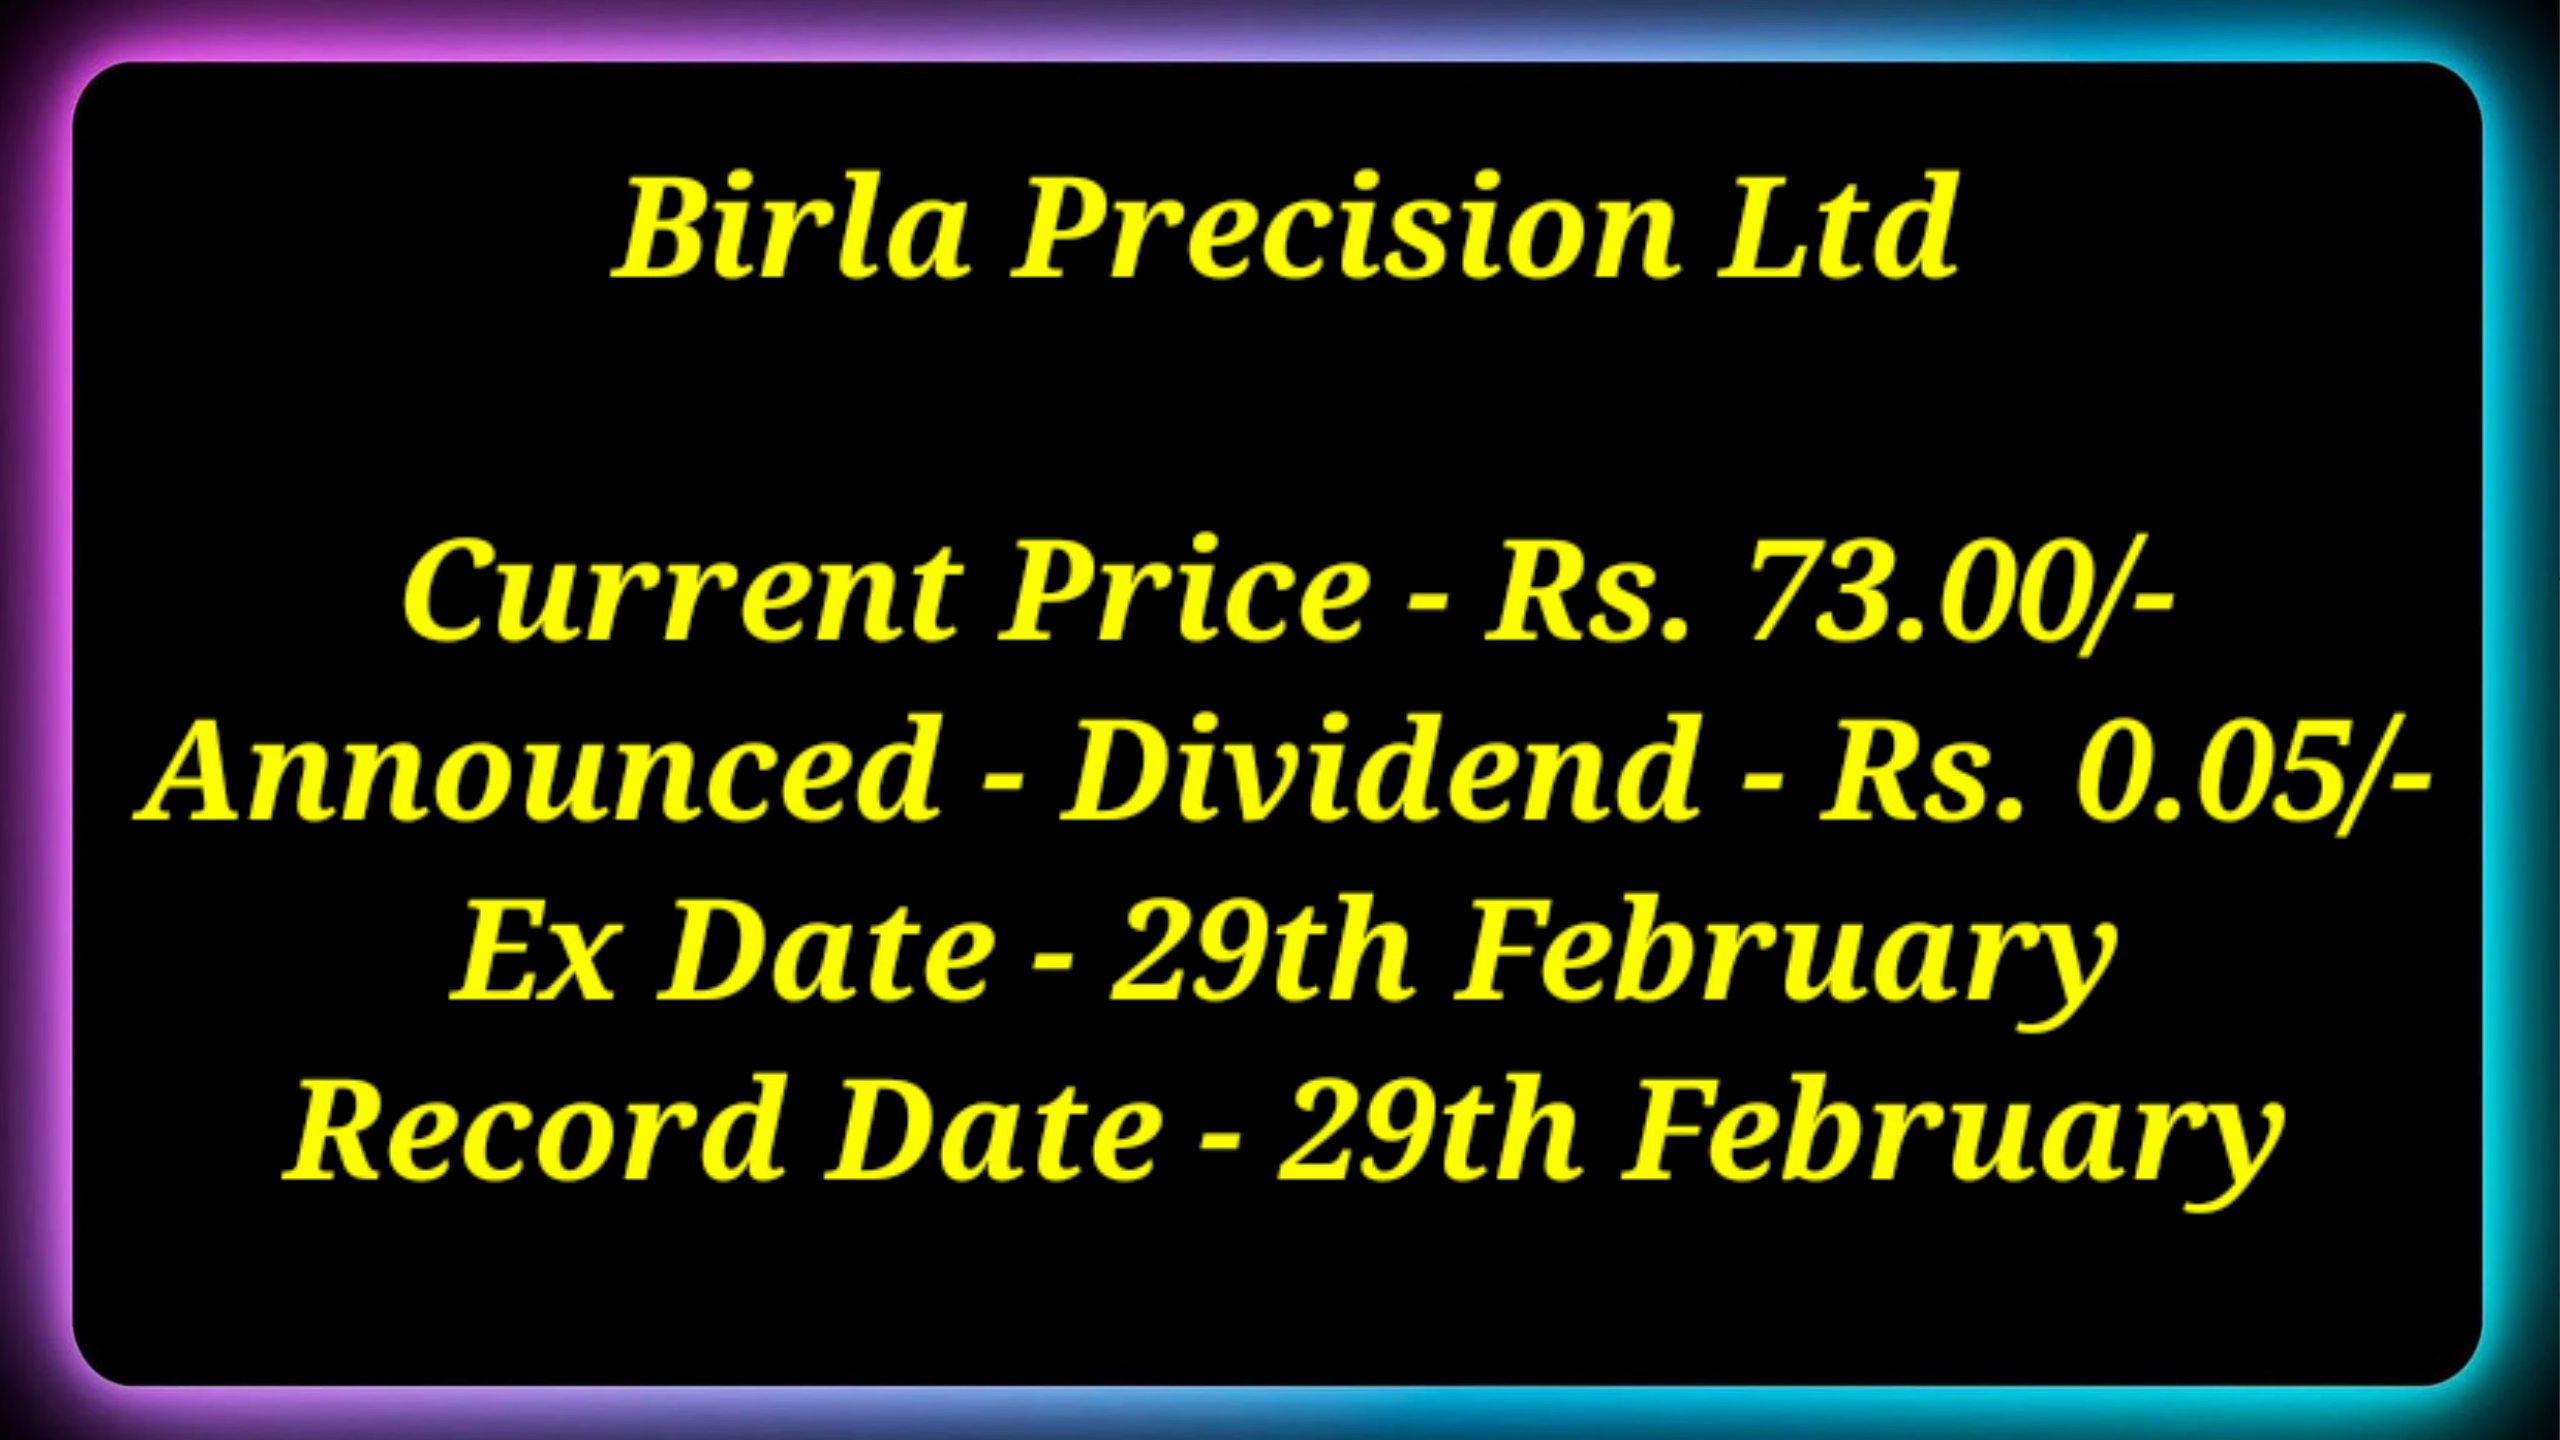 Birla Precision Ltd
Current Price - Rs. 73.00/-
Announced - Dividend - Rs. 0.05/-
Ex Date - 29th February
Record Date - 29th February